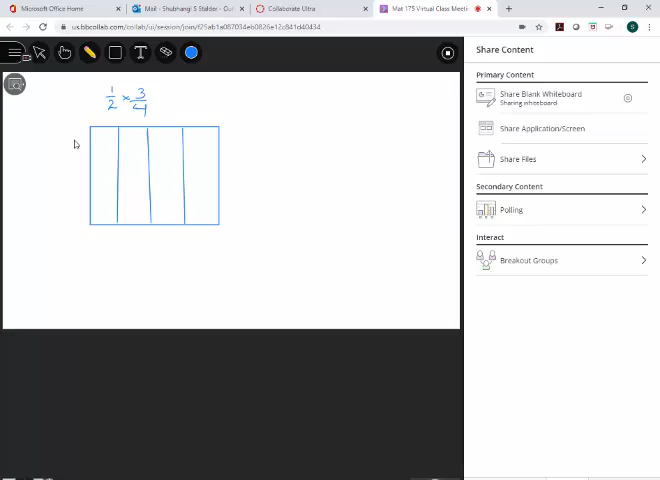 Microsoft Office Home
Mail - Shubhangi S Stalder - Out
Collaborate Ultra
Mat 175 Virtual Class Meeti
us.bbcollab.com/collab/ui/session/join/f25ab1a087034eb0826e12c841d40434
S
T
Share Content
1/2 × 3/4
Primary Content
Share Blank Whiteboard
Sharing whiteboard
Share Application/Screen
Share Files
Secondary Content
Polling
Interact
Breakout Groups